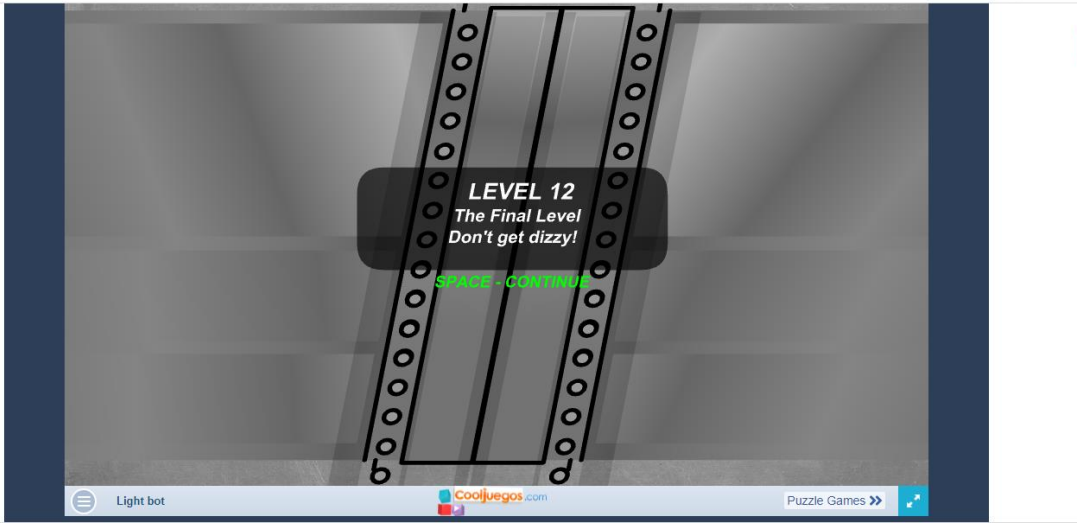 LEVEL 12
The Final Level
Don't get dizzy!
SPACE - CONTINUE
Light bot
Cooljuegos.com
Puzzle Games